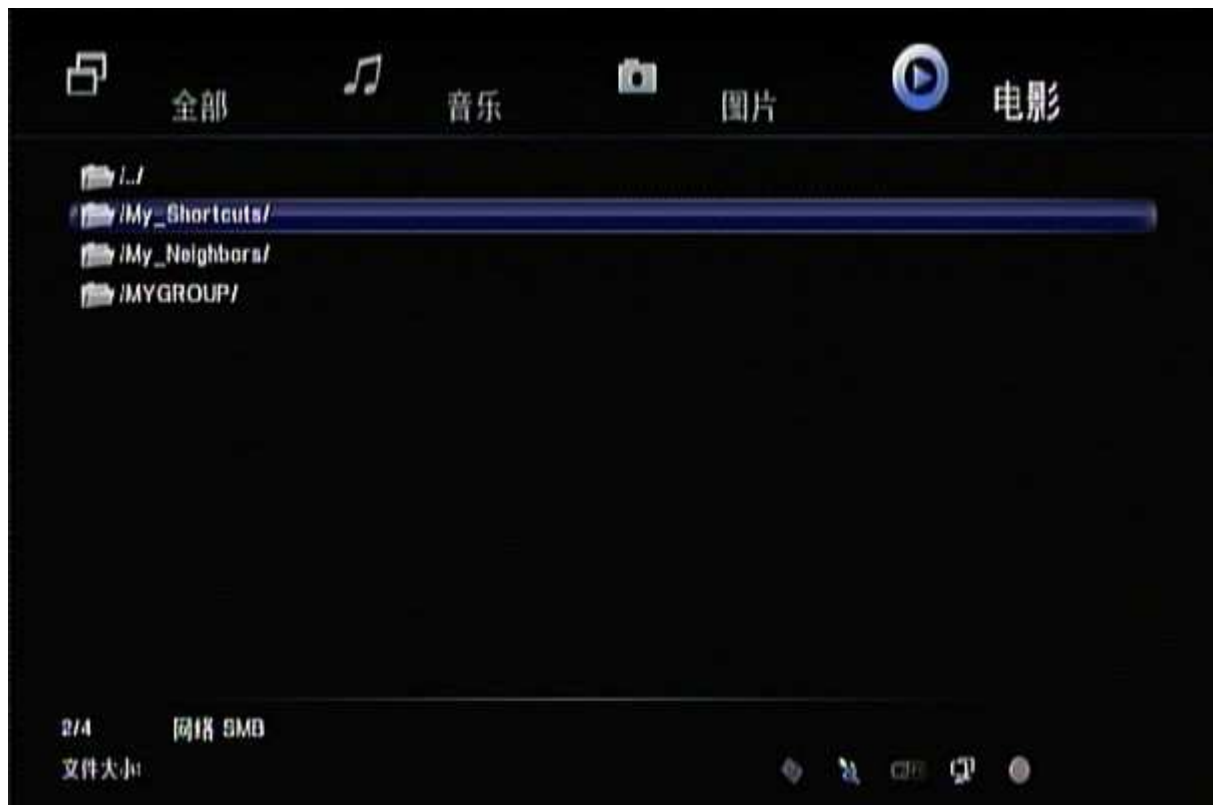 全部 音乐 图片 电影
/../
/My_Shortcuts/
/My_Neighbors/
/MYGROUP/
2/4 网络 SMB
文件大小: